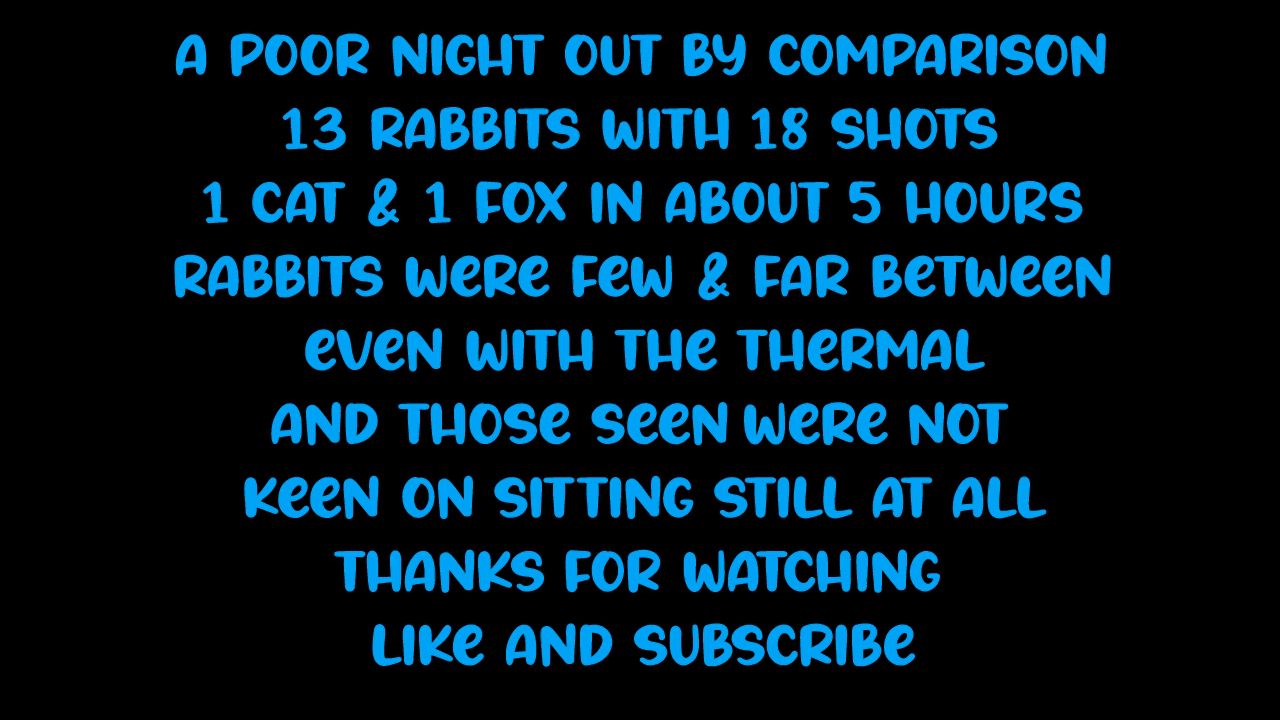 A POOR NIGHT OUT BY COMPARISON
13 RABBITS WITH 18 SHOTS
1 CAT & 1 FOX IN ABOUT 5 HOURS
RABBITS WERE FEW & FAR BETWEEN
EVEN WITH THE THERMAL
AND THOSE SEEN WERE NOT
KEEN ON SITTING STILL AT ALL
THANKS FOR WATCHING
LIKE AND SUBSCRIBE